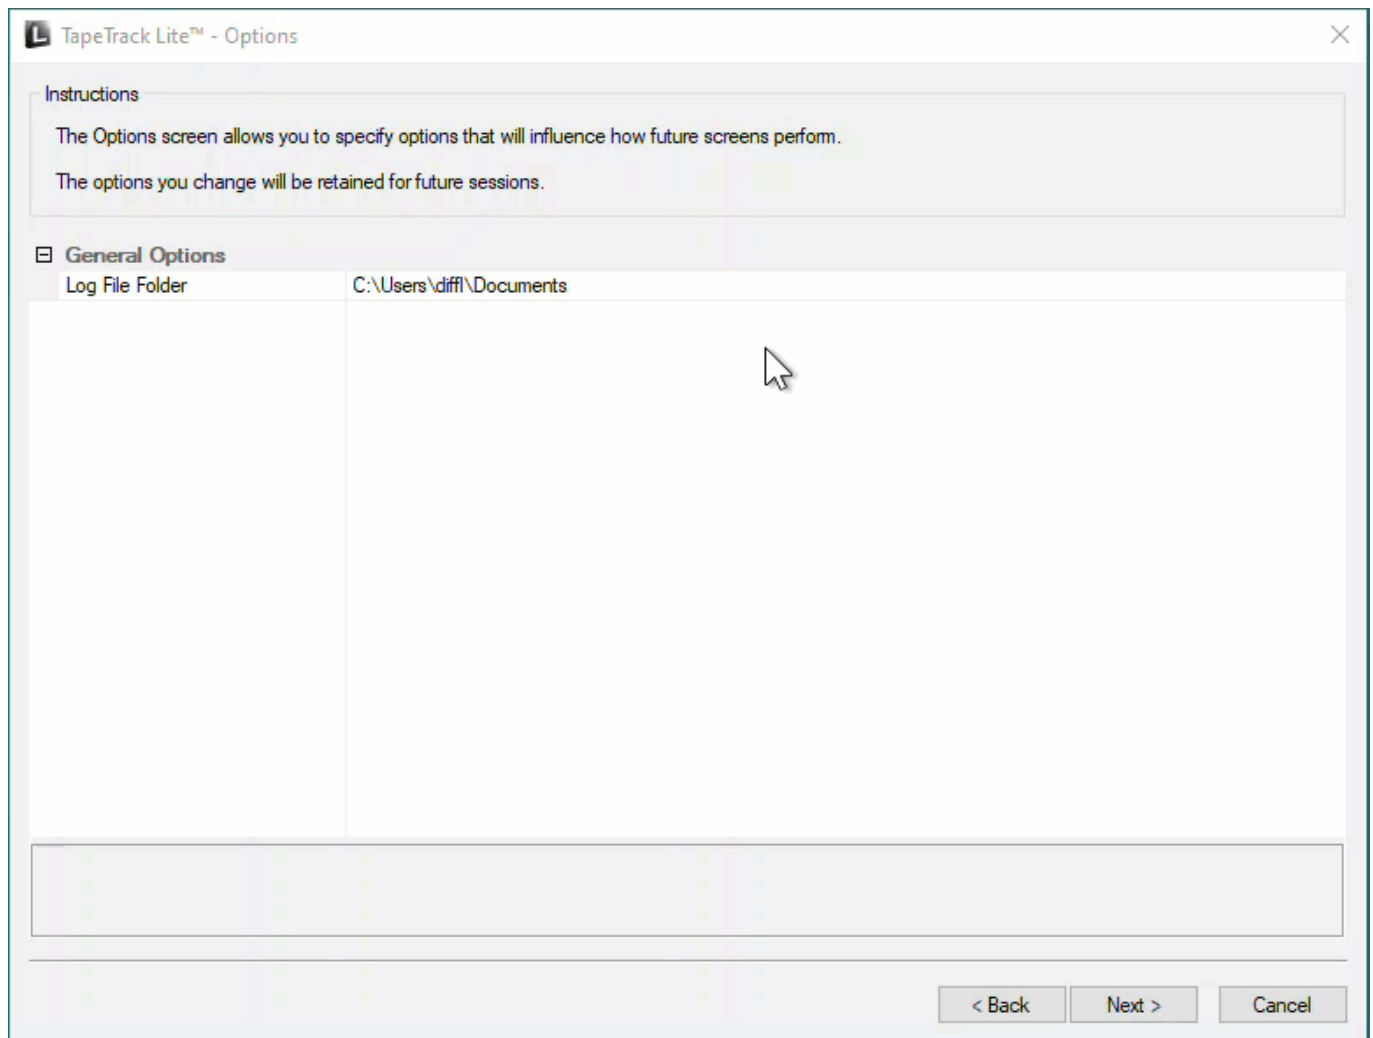 TapeTrack Lite™ - Options
Instructions
The Options screen allows you to specify options that will influence how future screens perform.
The options you change will be retained for future sessions.
General Options
Log File Folder C:\Users\diffl\Documents
< Back Next > Cancel